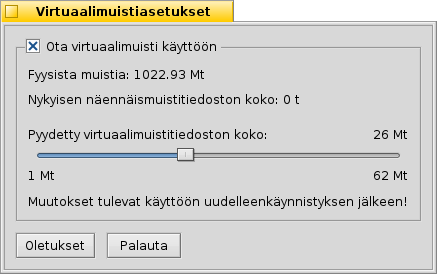 Virtuaalimuistiasetukset
Ota virtuaalimuisti käyttöön
Fyysista muistia: 1022.93 Mt
Nykyisen näennäismuistitiedoston koko: 0 t
Pyydetty virtuaalimuistitiedoston koko: 26 Mt
1 Mt 62 Mt
Muutokset tulevat käyttöön uudelleenkäynnistyksen jälkeen!
Oletukset Palauta